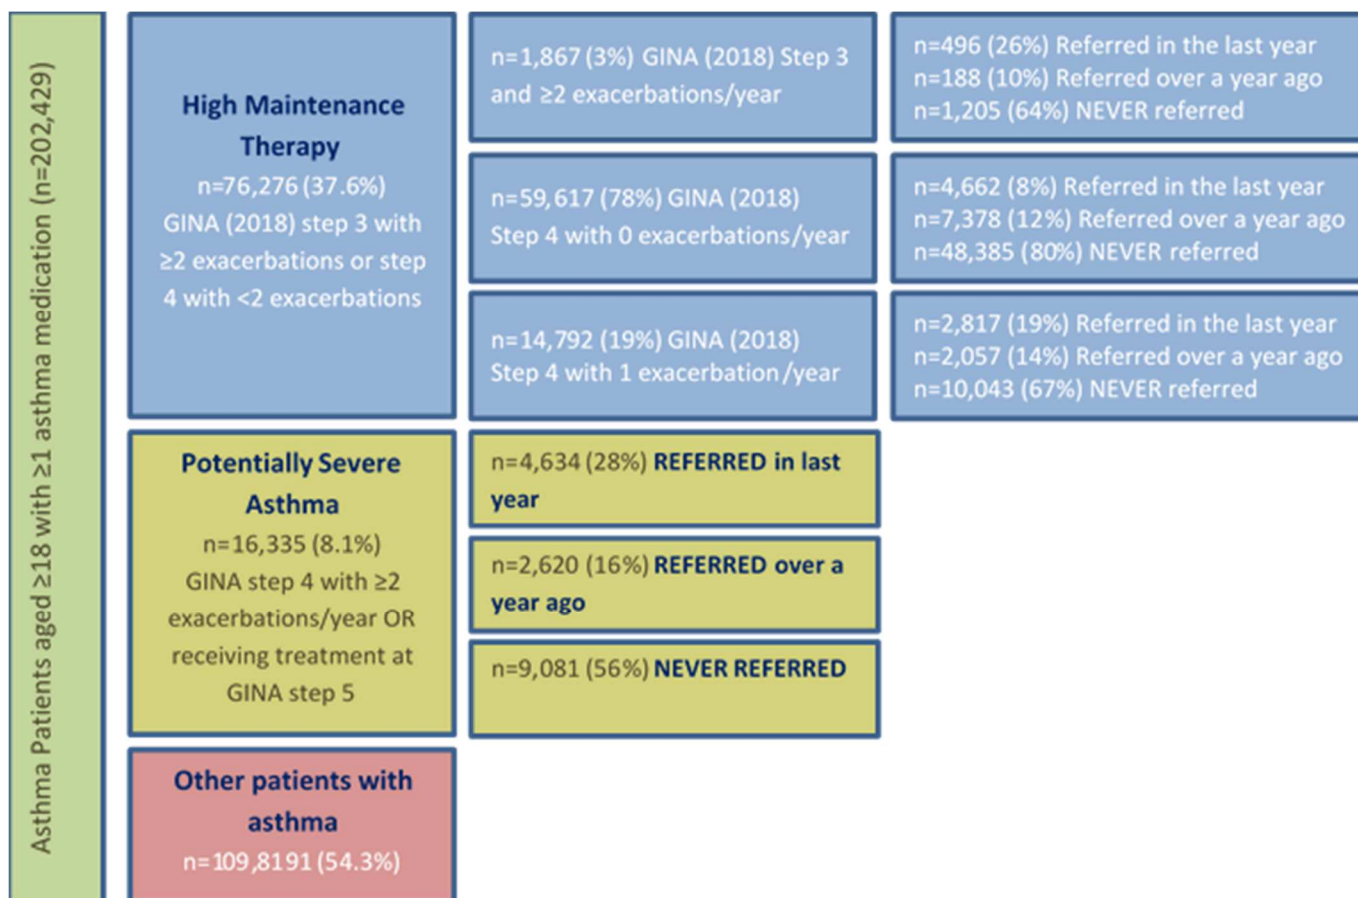 Asthma Patients aged ≥18 with ≥1 asthma medication (n=202,429)
High Maintenance
Therapy
n=76,276 (37.6%)
GINA (2018) step 3 with
≥2 exacerbations or step
4 with <2 exacerbations
n=1,867 (3%) GINA (2018) Step 3
and ≥2 exacerbations/year
n=496 (26%) Referred in the last year
n=188 (10%) Referred over a year ago
n=1,205 (64%) NEVER referred
n=59,617 (78%) GINA (2018)
Step 4 with 0 exacerbations/year
n=4,662 (8%) Referred in the last year
n=7,378 (12%) Referred over a year ago
n=48,385 (80%) NEVER referred
n=14,792 (19%) GINA (2018)
Step 4 with 1 exacerbation/year
n=2,817 (19%) Referred in the last year
n=2,057 (14%) Referred over a year ago
n=10,043 (67%) NEVER referred
Potentially Severe
Asthma
n=16,335 (8.1%)
GINA step 4 with ≥2
exacerbations/year OR
receiving treatment at
GINA step 5
n=4,634 (28%) REFERRED in last
year
n=2,620 (16%) REFERRED over a
year ago
n=9,081 (56%) NEVER REFERRED
Other patients with
asthma
n=109,8191 (54.3%)